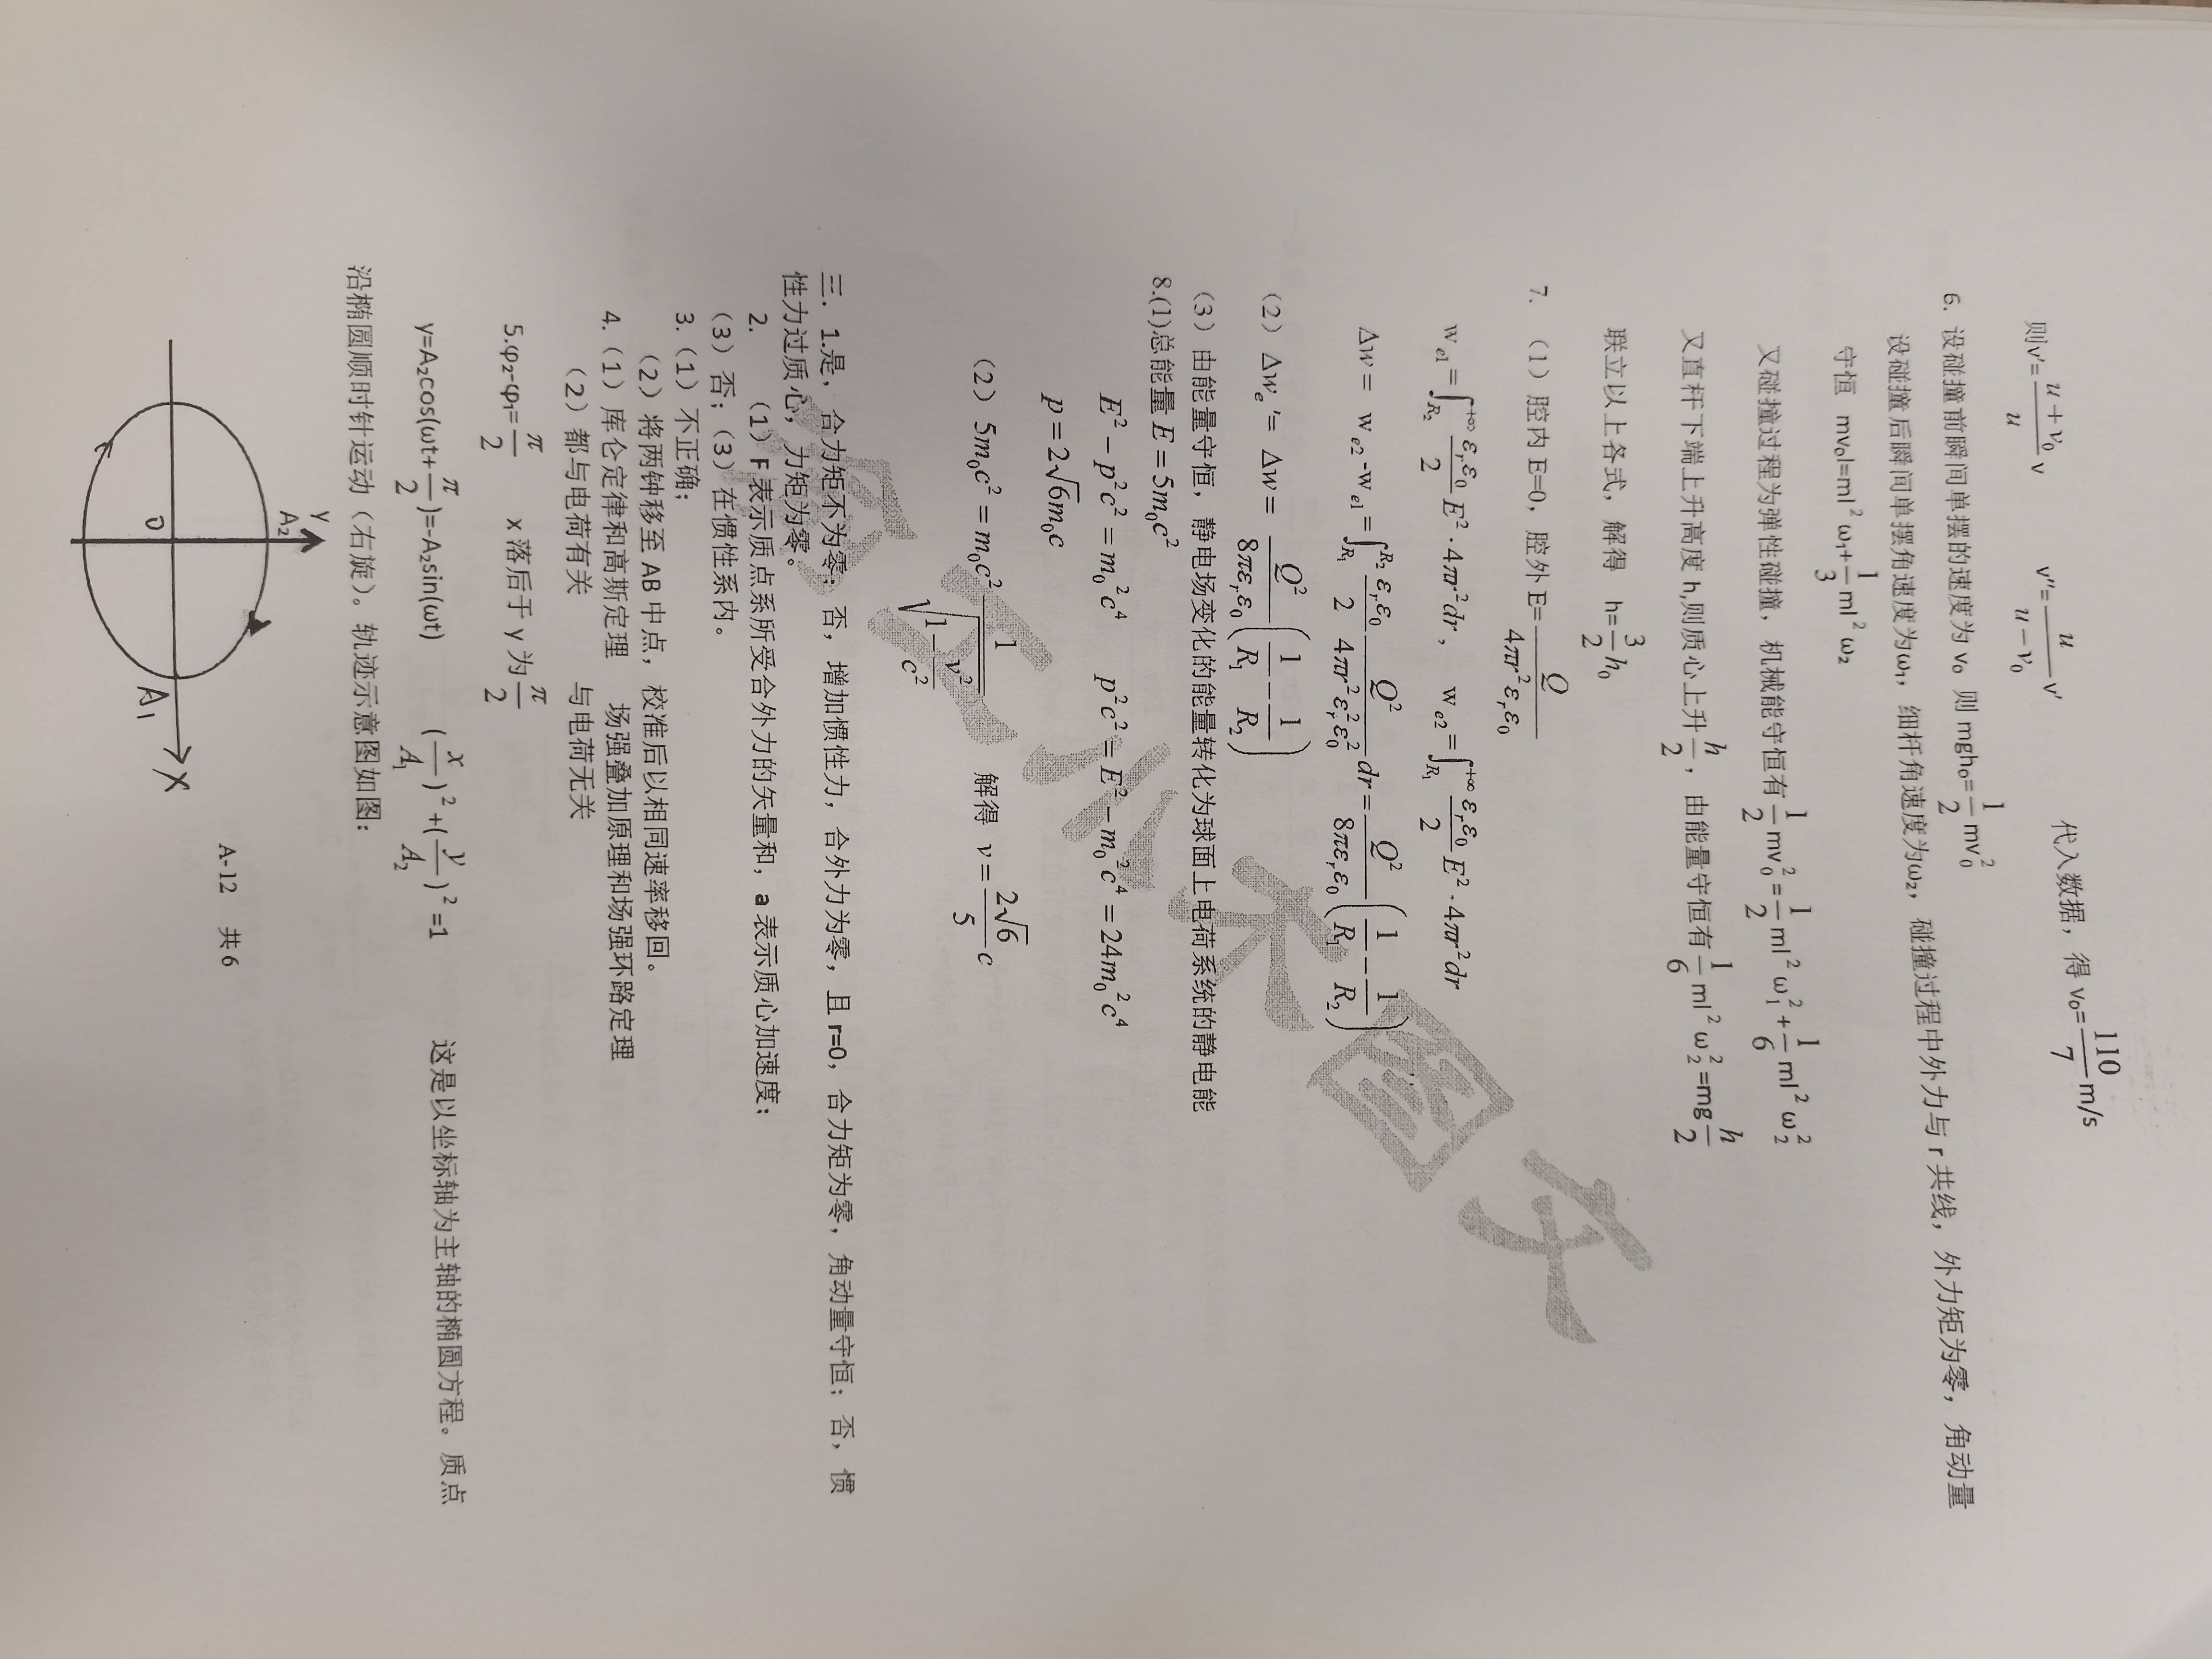 则v′=$\frac{u+v_0}{u}$v v″=$\frac{u}{u-v_0}$v′ 代入数据，得 v₀=$\frac{110}{7}$m/s
6. 设碰撞前瞬间单摆的速度为 v₀ 则 mgh₀=$\frac{1}{2}$mv$_0^2$
设碰撞后瞬间单摆角速度为ω₁，细杆角速度为ω₂，碰撞过程中外力与 r 共线，外力矩为零，角动量
守恒 mv₀l=ml²ω₁+$\frac{1}{3}$ml²ω₂
又碰撞过程为弹性碰撞，机械能守恒有$\frac{1}{2}$mv$_0^2$=$\frac{1}{2}$ml²ω$_1^2$+$\frac{1}{6}$ml²ω$_2^2$
又直杆下端上升高度 h,则质心上升$\frac{h}{2}$，由能量守恒有$\frac{1}{6}$ml²ω$_2^2$=mg$\frac{h}{2}$
联立以上各式，解得 h=$\frac{3}{2}h_0$
7. （1）腔内 E=0，腔外 E=$\frac{Q}{4\pi r^2\varepsilon_r\varepsilon_0}$
w$_{e1}$=$\int_{R_2}^{+\infty}\frac{\varepsilon_r\varepsilon_0}{2}E^2\cdot4\pi r^2dr$， w$_{e2}$=$\int_{R_1}^{+\infty}\frac{\varepsilon_r\varepsilon_0}{2}E^2\cdot4\pi r^2dr$
Δw= w$_{e2}$-w$_{e1}$=$\int_{R_1}^{R_2}\frac{\varepsilon_r\varepsilon_0}{2}\frac{Q^2}{4\pi r^2\varepsilon_r^2\varepsilon_0^2}dr=\frac{Q^2}{8\pi\varepsilon_r\varepsilon_0}\left(\frac{1}{R_1}-\frac{1}{R_2}\right)$
（2）Δw$_e$′= Δw= $\frac{Q^2}{8\pi\varepsilon_r\varepsilon_0}\left(\frac{1}{R_1}-\frac{1}{R_2}\right)$
（3）由能量守恒，静电场变化的能量转化为球面上电荷系统的静电能
8.(1)总能量 $E=5m_0c^2$
$E^2-p^2c^2=m_0^2c^4$ $p^2c^2=E^2-m_0^2c^4=24m_0^2c^4$
$p=2\sqrt{6}m_0c$
（2）$5m_0c^2=m_0c^2\frac{1}{\sqrt{1-\frac{v^2}{c^2}}}$ 解得 $v=\frac{2\sqrt{6}}{5}c$
三．1.是，合力矩不为零；否，增加惯性力，合外力为零，且 r=0，合力矩为零，角动量守恒；否，惯
性力过质心，力矩为零。
2. （1）F 表示质点系所受合外力的矢量和，a 表示质心加速度；
（3）否；（3）在惯性系内。
3.（1）不正确；
（2）将两钟移至 AB 中点，校准后以相同速率移回。
4.（1）库仑定律和高斯定理 场强叠加原理和场强环路定理
（2）都与电荷有关 与电荷无关
5.φ₂-φ₁=$\frac{\pi}{2}$ x 落后于 y 为$\frac{\pi}{2}$
y=A₂cos(ωt+$\frac{\pi}{2}$)=-A₂sin(ωt) ($\frac{x}{A_1}$)²+($\frac{y}{A_2}$)²=1 这是以坐标轴为主轴的椭圆方程。质点
沿椭圆顺时针运动（右旋）。轨迹示意图如图：
y
A₂
A-12 共 6
0
A₁
X